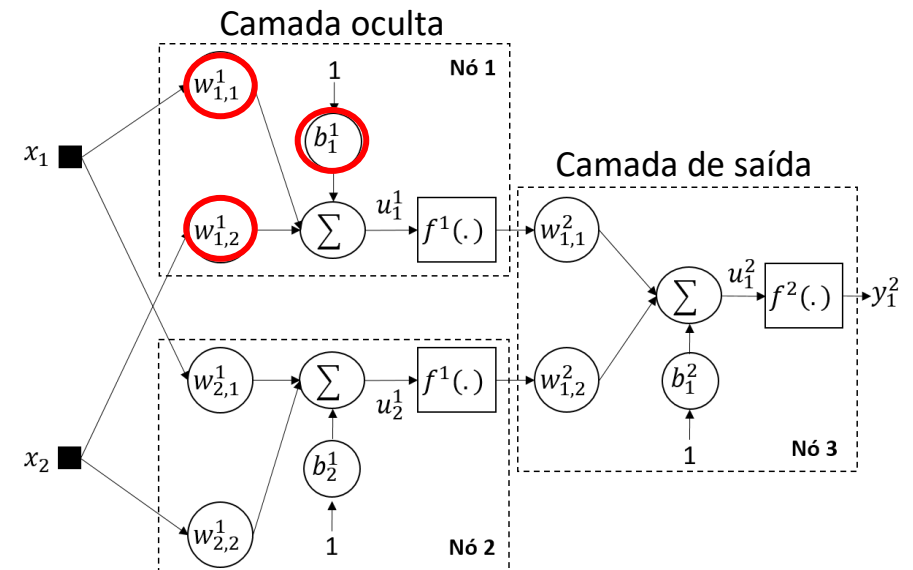 Camada oculta
Nó 1
w^1_{1,1}
1
b^1_1
x_1
w^1_{1,2}
∑
u^1_1
f^1(.)
Camada de saída
w^2_{1,1}
∑
u^2_1
f^2(.)
y^2_1
w^1_{2,1}
∑
u^1_2
f^1(.)
w^2_{1,2}
b^2_1
1
Nó 3
x_2
b^1_2
w^1_{2,2}
1
Nó 2